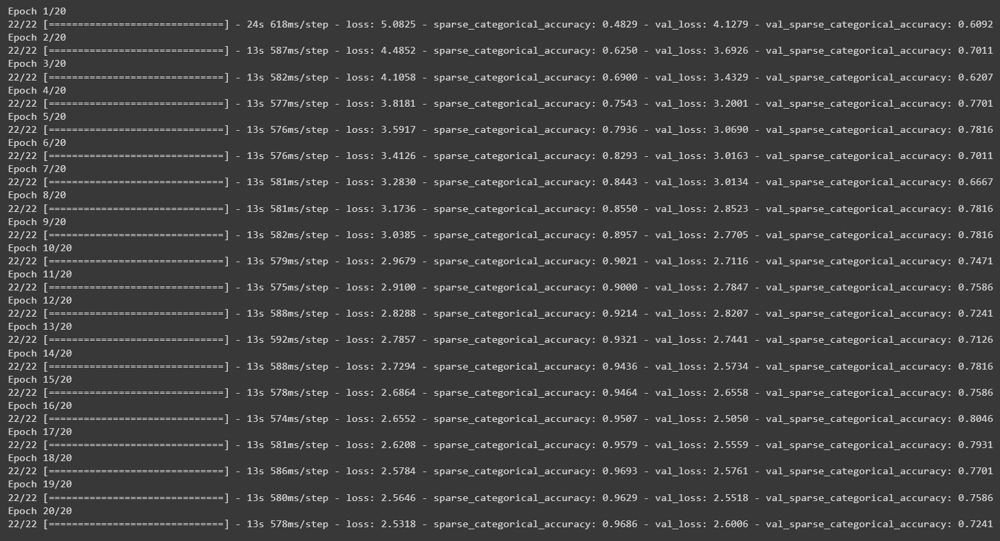 Epoch 1/20
22/22 [==============================] - 24s 618ms/step - loss: 5.0825 - sparse_categorical_accuracy: 0.4829 - val_loss: 4.1279 - val_sparse_categorical_accuracy: 0.6092
Epoch 2/20
22/22 [==============================] - 13s 587ms/step - loss: 4.4852 - sparse_categorical_accuracy: 0.6250 - val_loss: 3.6926 - val_sparse_categorical_accuracy: 0.7011
Epoch 3/20
22/22 [==============================] - 13s 582ms/step - loss: 4.1058 - sparse_categorical_accuracy: 0.6900 - val_loss: 3.4329 - val_sparse_categorical_accuracy: 0.6207
Epoch 4/20
22/22 [==============================] - 13s 577ms/step - loss: 3.8181 - sparse_categorical_accuracy: 0.7543 - val_loss: 3.2001 - val_sparse_categorical_accuracy: 0.7701
Epoch 5/20
22/22 [==============================] - 13s 576ms/step - loss: 3.5917 - sparse_categorical_accuracy: 0.7936 - val_loss: 3.0690 - val_sparse_categorical_accuracy: 0.7816
Epoch 6/20
22/22 [==============================] - 13s 576ms/step - loss: 3.4126 - sparse_categorical_accuracy: 0.8293 - val_loss: 3.0163 - val_sparse_categorical_accuracy: 0.7011
Epoch 7/20
22/22 [==============================] - 13s 581ms/step - loss: 3.2830 - sparse_categorical_accuracy: 0.8443 - val_loss: 3.0134 - val_sparse_categorical_accuracy: 0.6667
Epoch 8/20
22/22 [==============================] - 13s 581ms/step - loss: 3.1736 - sparse_categorical_accuracy: 0.8550 - val_loss: 2.8523 - val_sparse_categorical_accuracy: 0.7816
Epoch 9/20
22/22 [==============================] - 13s 582ms/step - loss: 3.0385 - sparse_categorical_accuracy: 0.8957 - val_loss: 2.7705 - val_sparse_categorical_accuracy: 0.7816
Epoch 10/20
22/22 [==============================] - 13s 579ms/step - loss: 2.9679 - sparse_categorical_accuracy: 0.9021 - val_loss: 2.7116 - val_sparse_categorical_accuracy: 0.7471
Epoch 11/20
22/22 [==============================] - 13s 575ms/step - loss: 2.9100 - sparse_categorical_accuracy: 0.9000 - val_loss: 2.7847 - val_sparse_categorical_accuracy: 0.7586
Epoch 12/20
22/22 [==============================] - 13s 588ms/step - loss: 2.8288 - sparse_categorical_accuracy: 0.9214 - val_loss: 2.8207 - val_sparse_categorical_accuracy: 0.7241
Epoch 13/20
22/22 [==============================] - 13s 592ms/step - loss: 2.7857 - sparse_categorical_accuracy: 0.9321 - val_loss: 2.7441 - val_sparse_categorical_accuracy: 0.7126
Epoch 14/20
22/22 [==============================] - 13s 588ms/step - loss: 2.7294 - sparse_categorical_accuracy: 0.9436 - val_loss: 2.5734 - val_sparse_categorical_accuracy: 0.7816
Epoch 15/20
22/22 [==============================] - 13s 578ms/step - loss: 2.6864 - sparse_categorical_accuracy: 0.9464 - val_loss: 2.6558 - val_sparse_categorical_accuracy: 0.7586
Epoch 16/20
22/22 [==============================] - 13s 574ms/step - loss: 2.6552 - sparse_categorical_accuracy: 0.9507 - val_loss: 2.5050 - val_sparse_categorical_accuracy: 0.8046
Epoch 17/20
22/22 [==============================] - 13s 581ms/step - loss: 2.6208 - sparse_categorical_accuracy: 0.9579 - val_loss: 2.5559 - val_sparse_categorical_accuracy: 0.7931
Epoch 18/20
22/22 [==============================] - 13s 586ms/step - loss: 2.5784 - sparse_categorical_accuracy: 0.9693 - val_loss: 2.5761 - val_sparse_categorical_accuracy: 0.7701
Epoch 19/20
22/22 [==============================] - 13s 580ms/step - loss: 2.5646 - sparse_categorical_accuracy: 0.9629 - val_loss: 2.5518 - val_sparse_categorical_accuracy: 0.7586
Epoch 20/20
22/22 [==============================] - 13s 578ms/step - loss: 2.5318 - sparse_categorical_accuracy: 0.9686 - val_loss: 2.6006 - val_sparse_categorical_accuracy: 0.7241